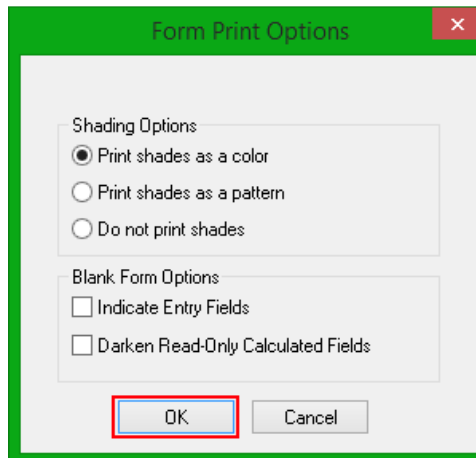 Form Print Options
Shading Options
Print shades as a color
Print shades as a pattern
Do not print shades
Blank Form Options
Indicate Entry Fields
Darken Read-Only Calculated Fields
OK Cancel